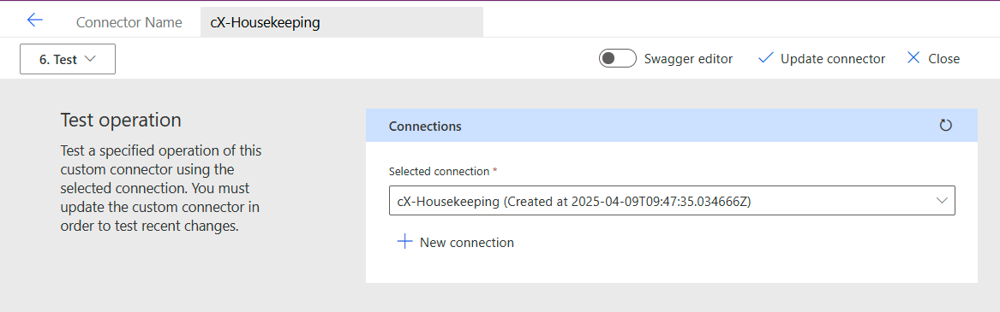 Connector Name cX-Housekeeping
6. Test Swagger editor Update connector Close
Test operation
Test a specified operation of this
custom connector using the
selected connection. You must
update the custom connector in
order to test recent changes.
Connections
Selected connection *
cX-Housekeeping (Created at 2025-04-09T09:47:35.034666Z)
New connection